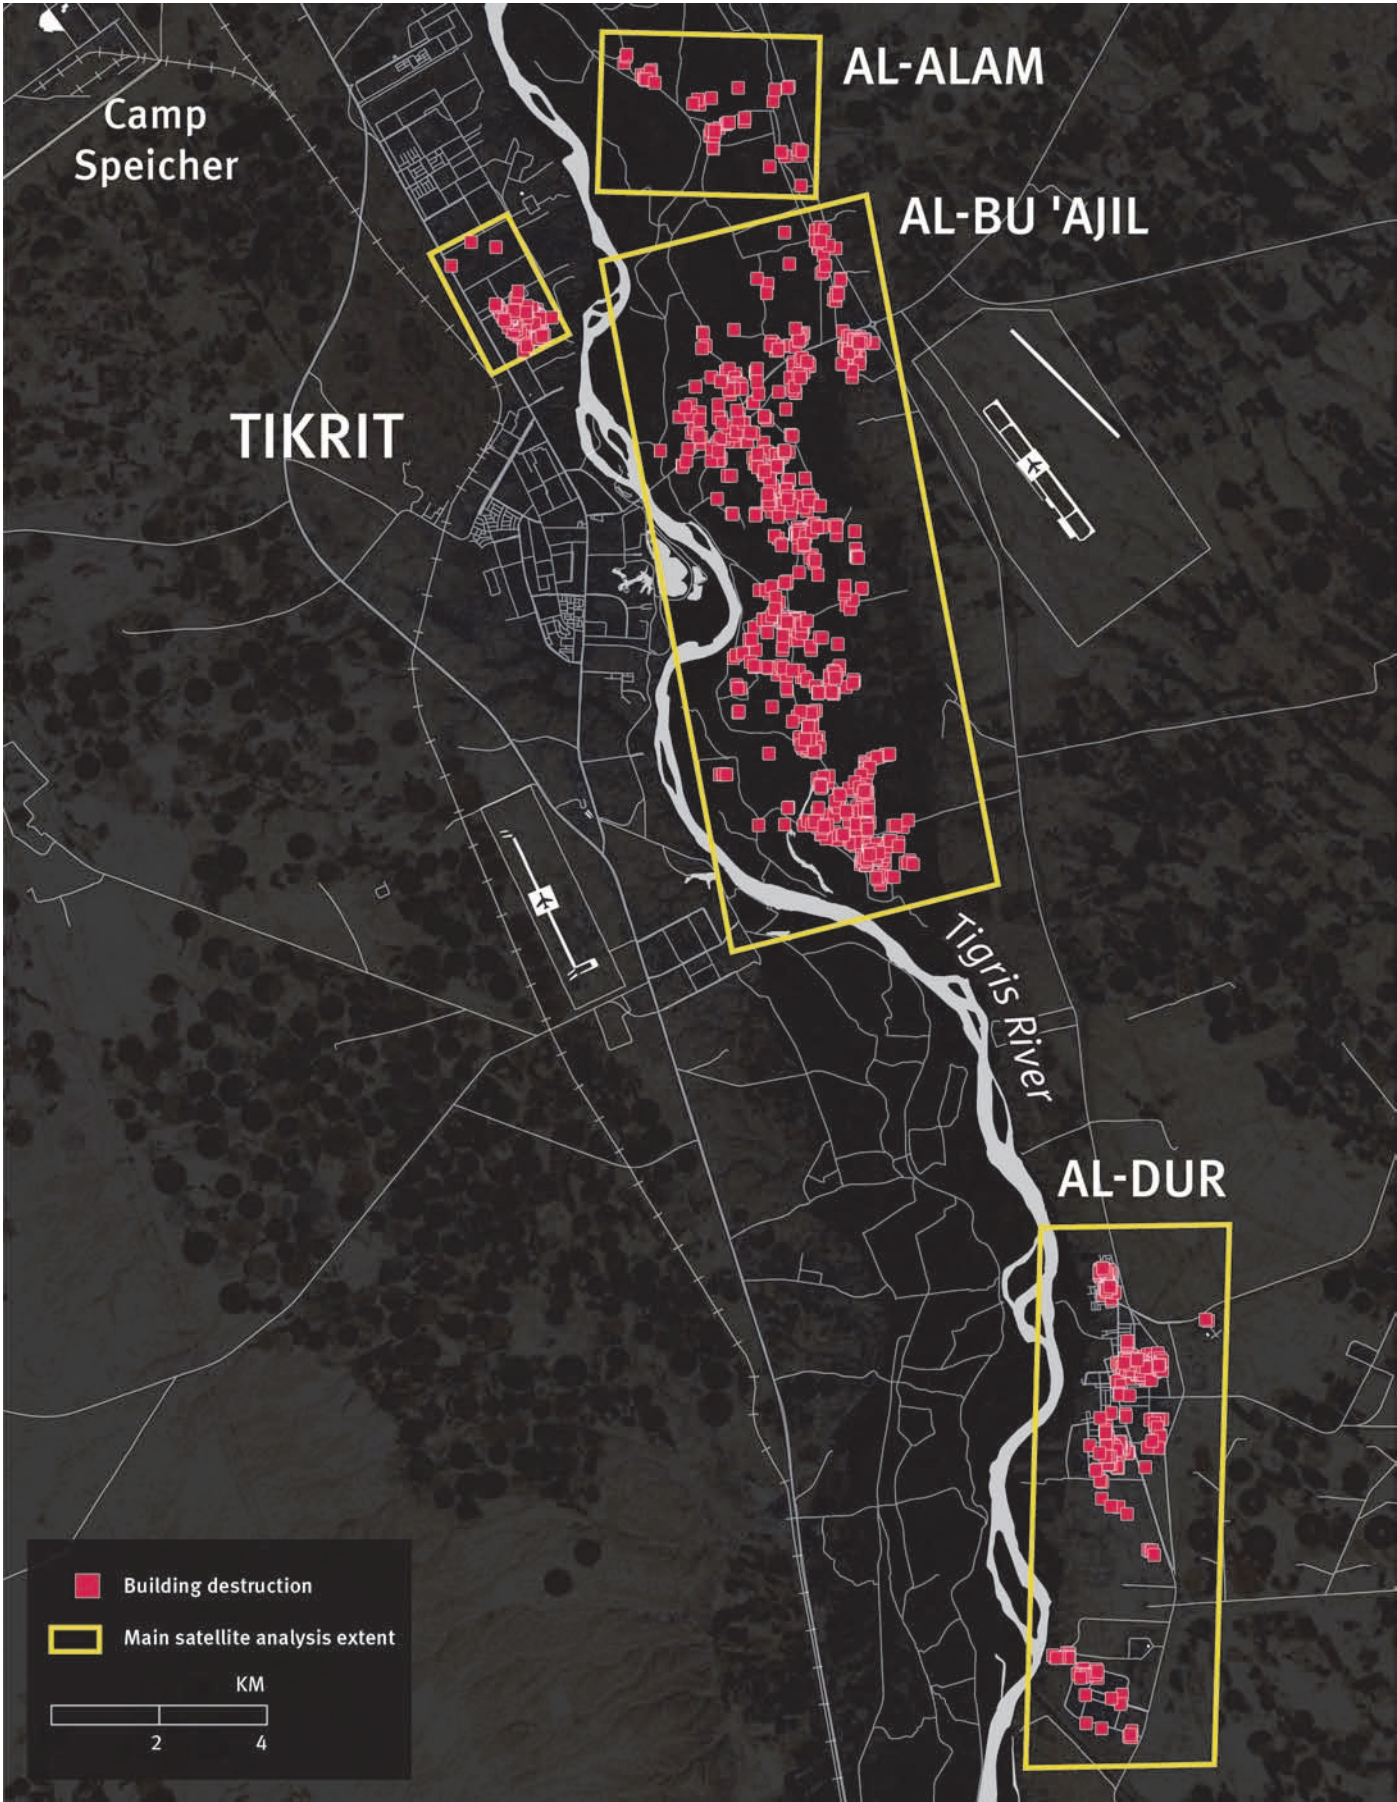 AL-ALAM
Camp
Speicher
AL-BU 'AJIL
TIKRIT
Tigris River
AL-DUR
Building destruction
Main satellite analysis extent
KM
2 4